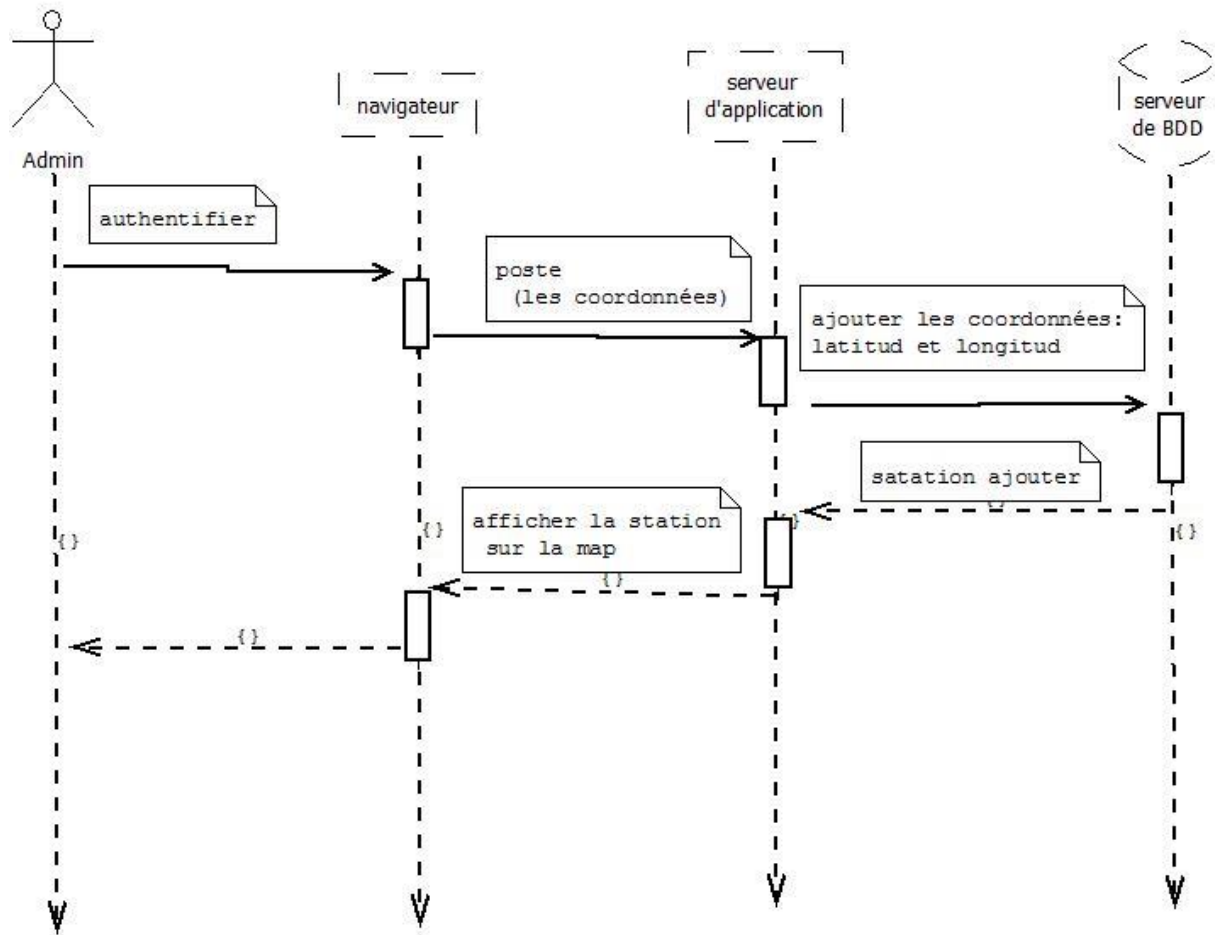 Admin
navigateur
serveur
d'application
serveur
de BDD
authentifier
poste
(les coordonnées)
ajouter les coordonnées:
latitud et longitud
satation ajouter
afficher la station
sur la map
{}
{}
{}
{}
{}
{}
{}